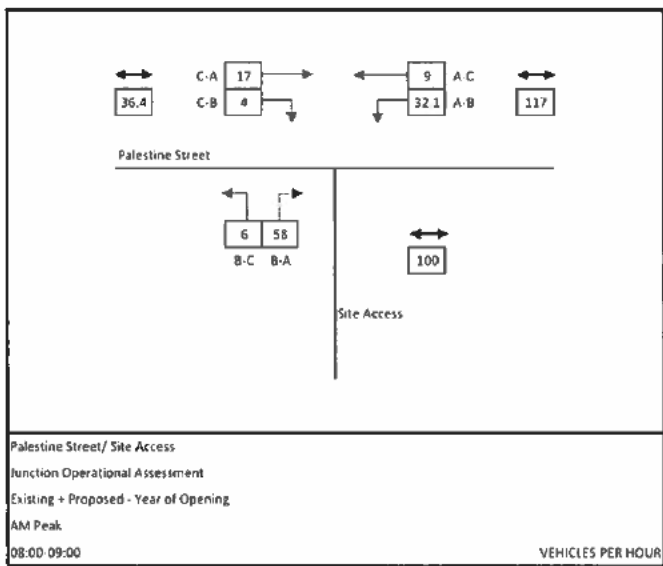 C-A 17 9 A-C
36.4 C-B 4 32.1 A-B 117
Palestine Street
6 58 100
B-C B-A
Site Access
Palestine Street/ Site Access
Junction Operational Assessment
Existing + Proposed - Year of Opening
AM Peak
08:00-09:00 VEHICLES PER HOUR